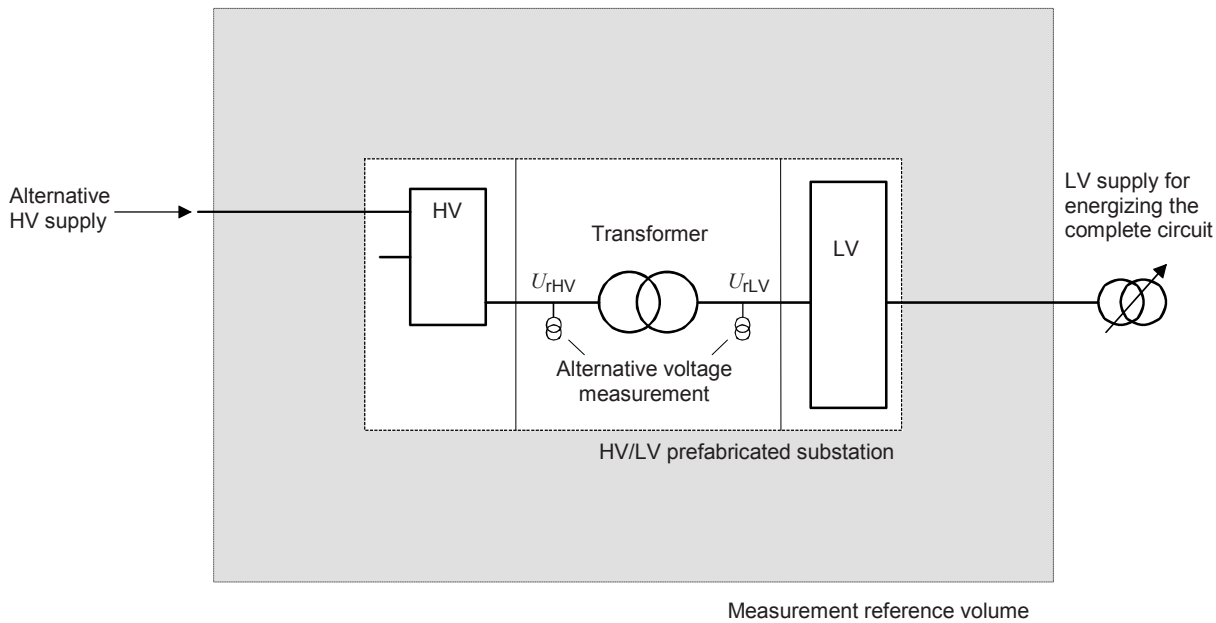 Alternative
HV supply
HV
Transformer
UrHV
UrLV
LV
Alternative voltage
measurement
HV/LV prefabricated substation
LV supply for
energizing the
complete circuit
Measurement reference volume